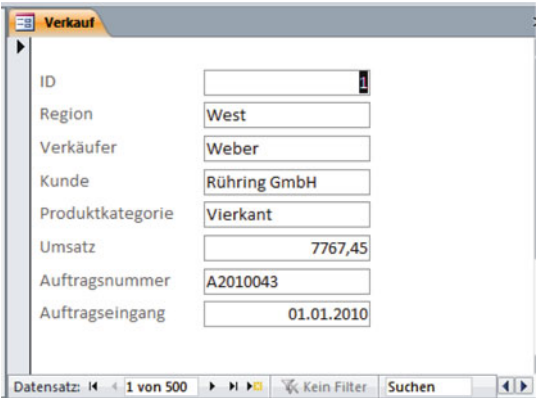 Verkauf
ID 1
Region West
Verkäufer Weber
Kunde Rühring GmbH
Produktkategorie Vierkant
Umsatz 7767,45
Auftragsnummer A2010043
Auftragseingang 01.01.2010
Datensatz: 1 von 500 Kein Filter Suchen